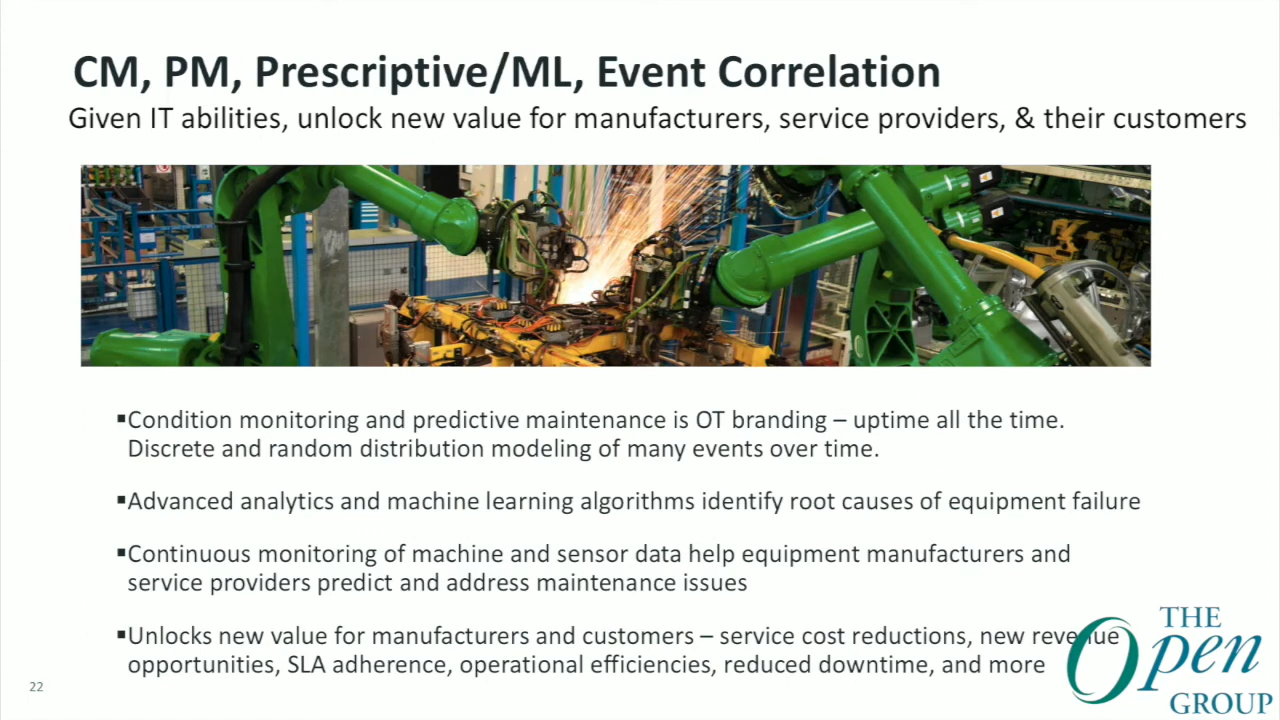 CM, PM, Prescriptive/ML, Event Correlation
Given IT abilities, unlock new value for manufacturers, service providers, & their customers
▪Condition monitoring and predictive maintenance is OT branding – uptime all the time.
Discrete and random distribution modeling of many events over time.
▪Advanced analytics and machine learning algorithms identify root causes of equipment failure
▪Continuous monitoring of machine and sensor data help equipment manufacturers and
service providers predict and address maintenance issues
▪Unlocks new value for manufacturers and customers – service cost reductions, new revenue
opportunities, SLA adherence, operational efficiencies, reduced downtime, and more
22
THE
Open
GROUP